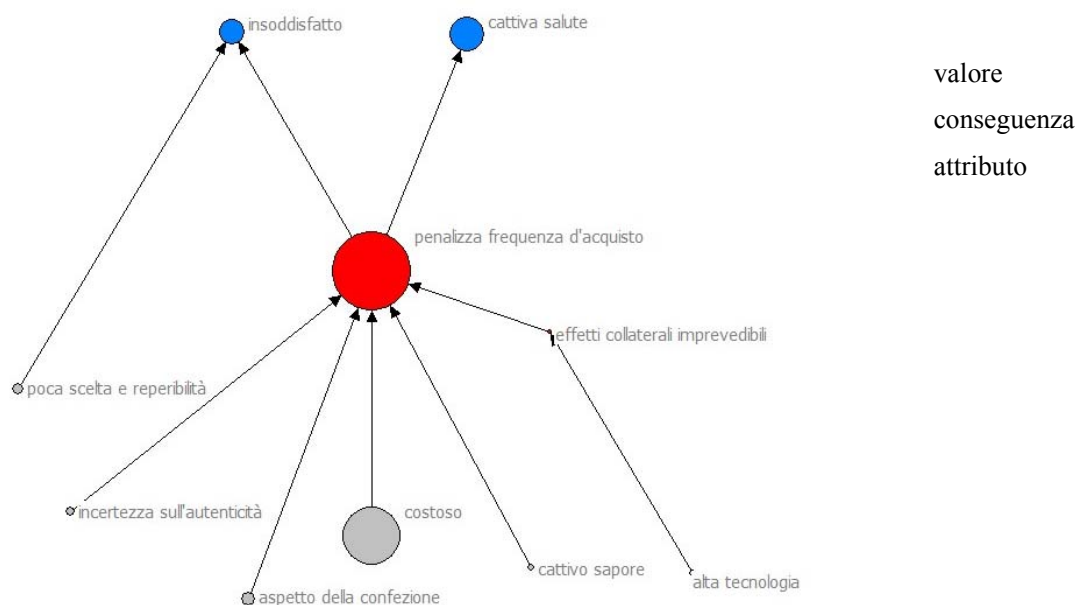 insoddisfatto
cattiva salute
valore
conseguenza
attributo
penalizza frequenza d'acquisto
effetti collaterali imprevedibili
poca scelta e reperibilità
incertezza sull'autenticità
costoso
cattivo sapore
alta tecnologia
aspetto della confezione